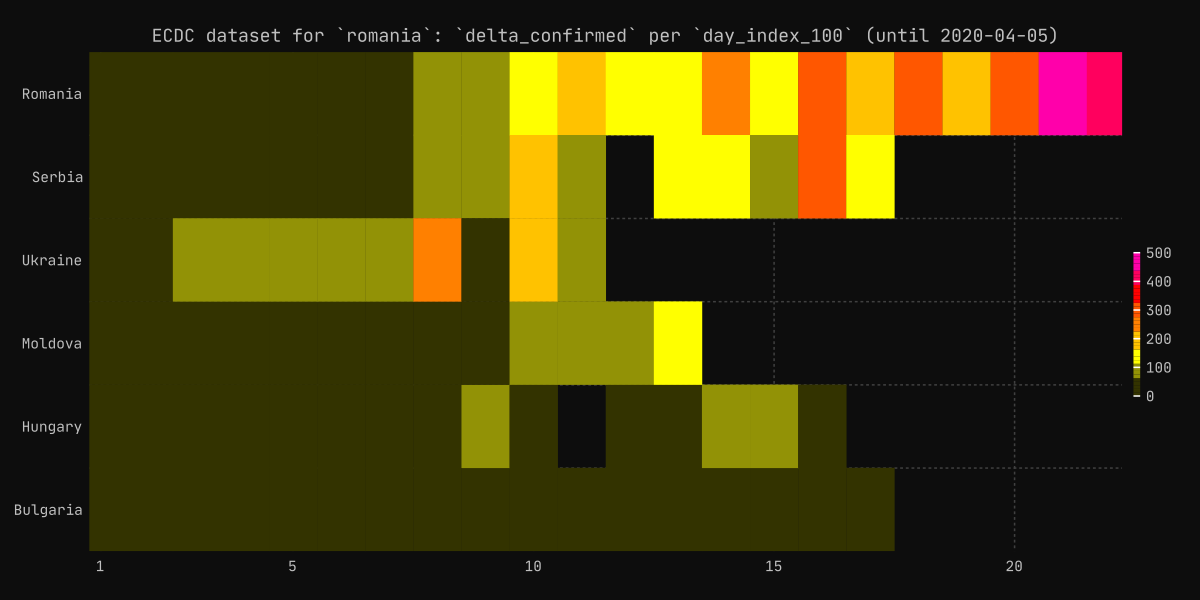 ECDC dataset for `romania`: `delta_confirmed` per `day_index_100` (until 2020-04-05)
Romania
Serbia
Ukraine
Moldova
Hungary
Bulgaria
500
400
300
200
100
0
1 5 10 15 20